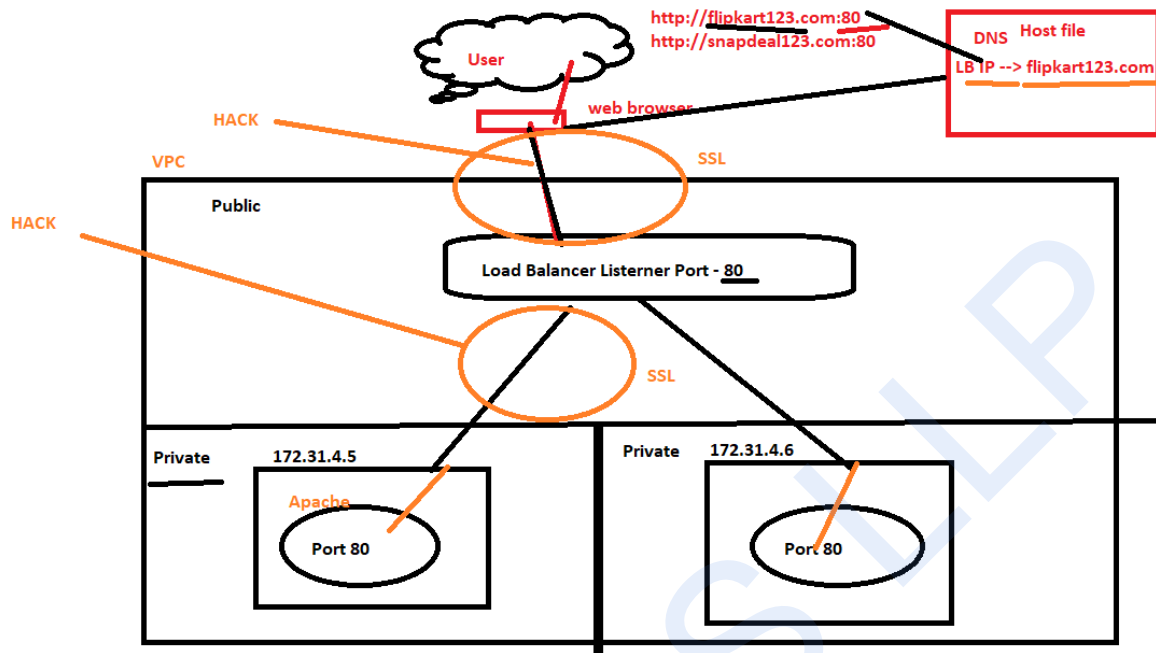 http://flipkart123.com:80
http://snapdeal123.com:80
DNS Host file
LB IP --> flipkart123.com
User
web browser
HACK
SSL
VPC
Public
HACK
Load Balancer Listerner Port - 80
SSL
Private 172.31.4.5
Private 172.31.4.6
Apache
Port 80
Port 80
S LLP